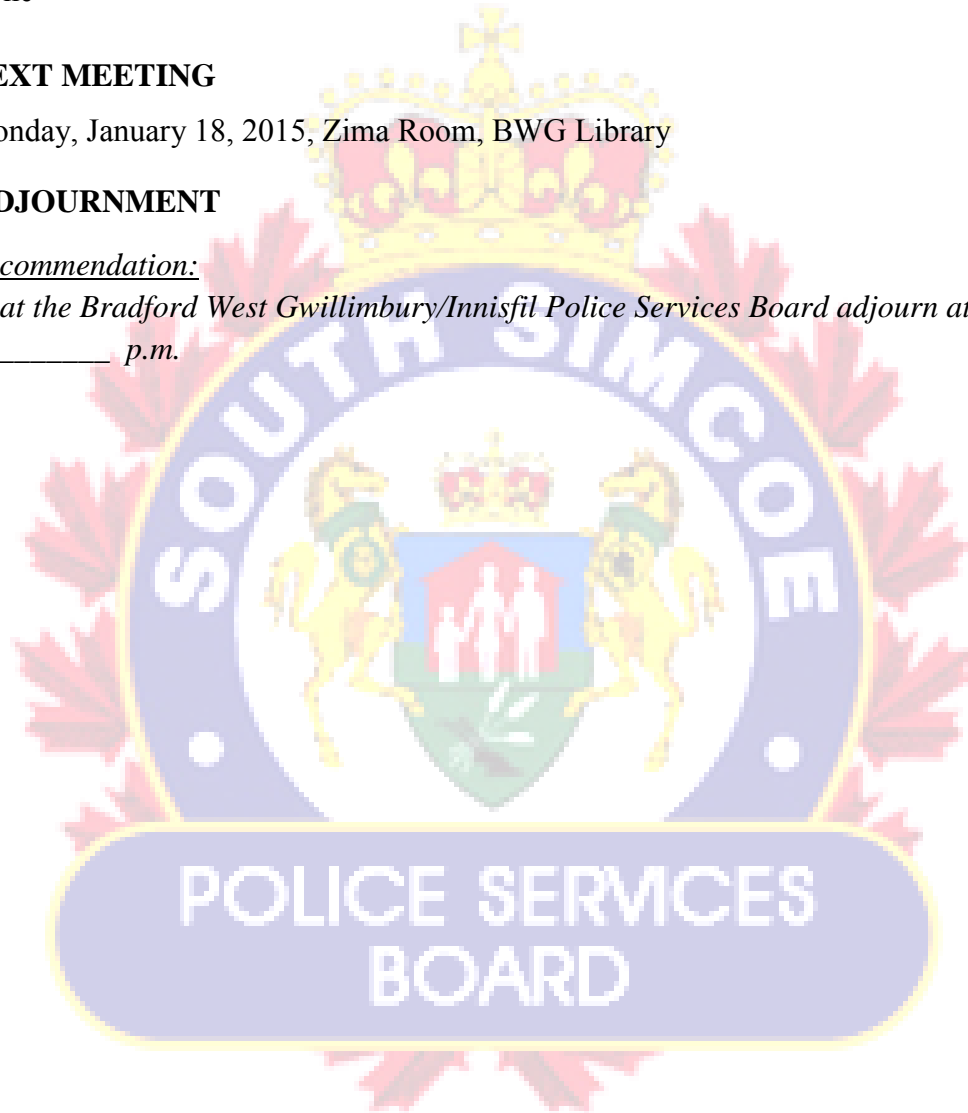 EXT MEETING
onday, January 18, 2015, Zima Room, BWG Library
DJOURNMENT
commendation:
at the Bradford West Gwillimbury/Innisfil Police Services Board adjourn at
_______ p.m.
SOUTH SIMCOE
POLICE SERVICES
BOARD